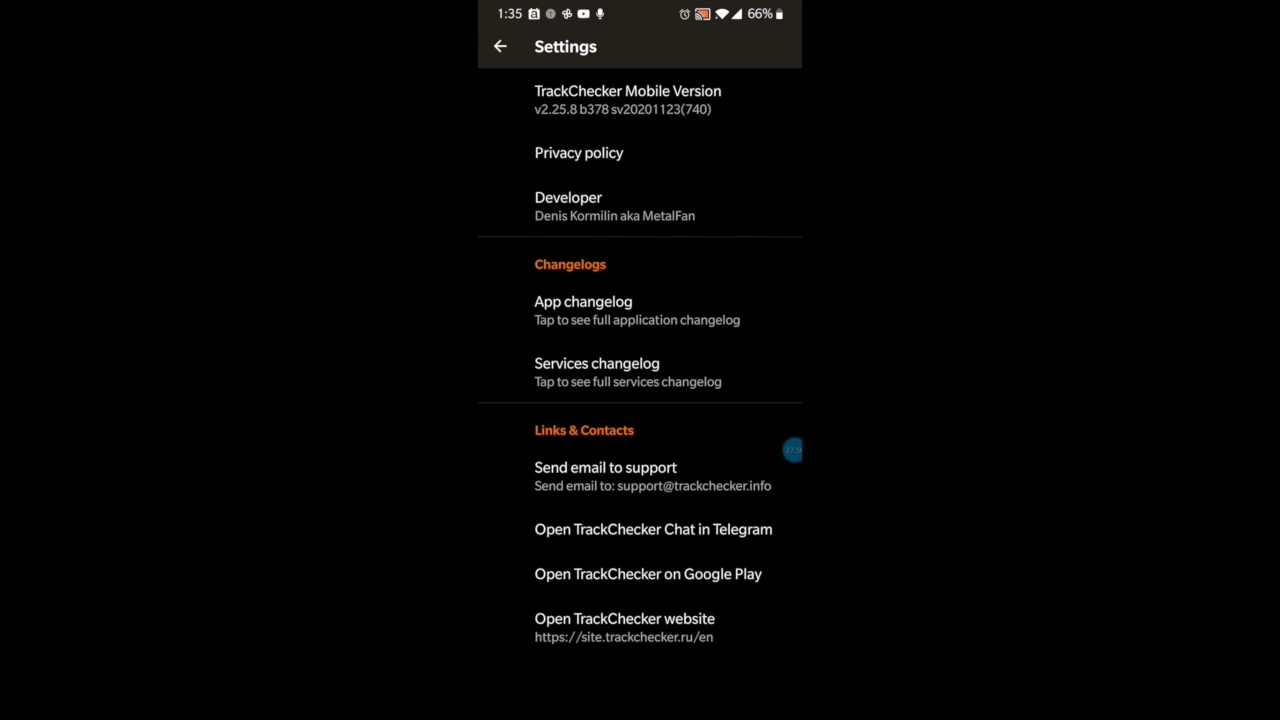 1:35 66%
Settings
TrackChecker Mobile Version
v2.25.8 b378 sv20201123(740)
Privacy policy
Developer
Denis Kormilin aka MetalFan
Changelogs
App changelog
Tap to see full application changelog
Services changelog
Tap to see full services changelog
Links & Contacts
Send email to support
Send email to: support@trackchecker.info
Open TrackChecker Chat in Telegram
Open TrackChecker on Google Play
Open TrackChecker website
https://site.trackchecker.ru/en